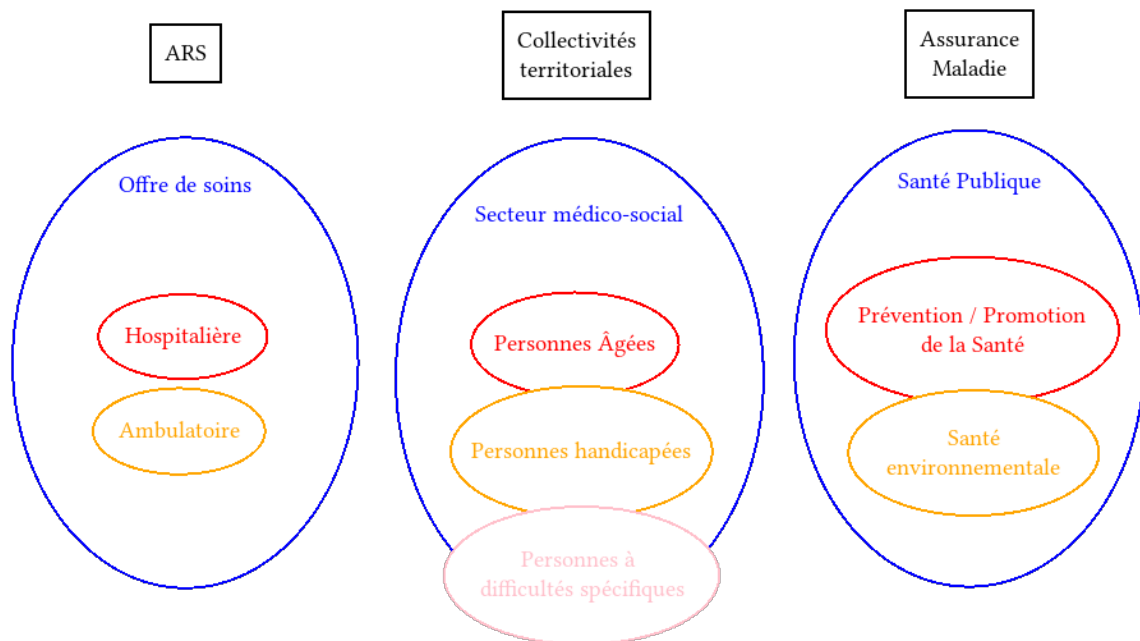 ARS
Collectivités
territoriales
Assurance
Maladie
Offre de soins
Hospitalière
Ambulatoire
Secteur médico-social
Personnes Âgées
Personnes handicapées
Personnes à
difficultés spécifiques
Santé Publique
Prévention / Promotion
de la Santé
Santé
environnementale